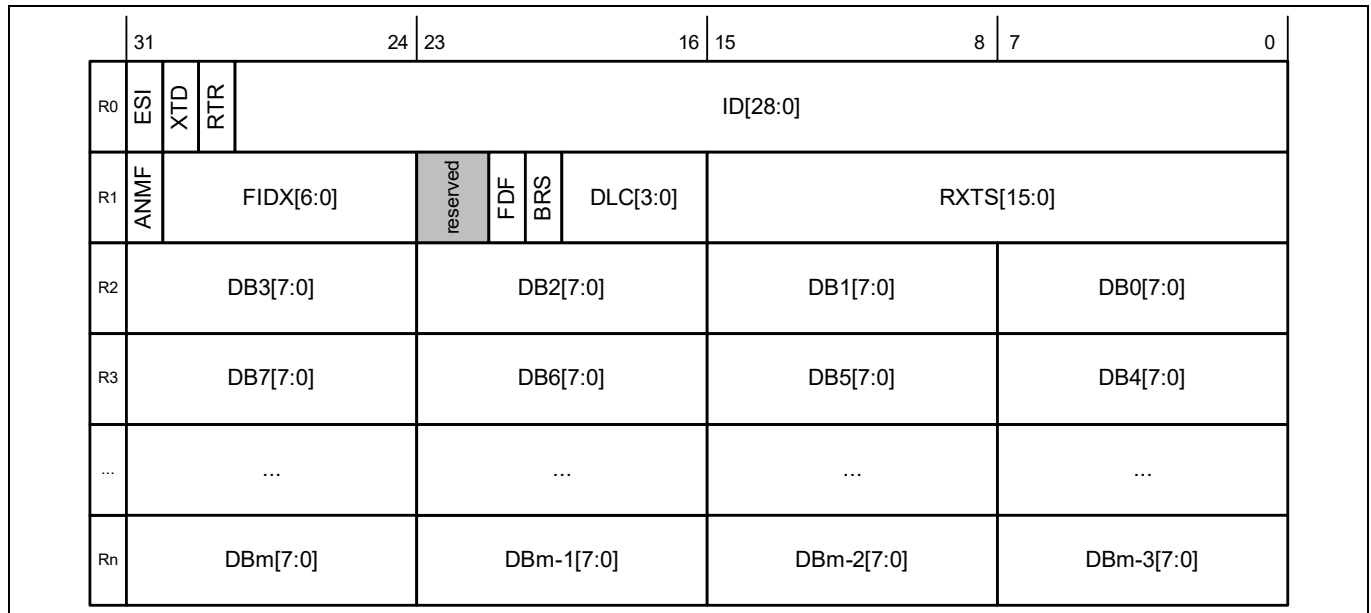 31 24 23 16 15 8 7 0
R0 ESI XTD RTR ID[28:0]
R1 ANMF FIDX[6:0] reserved FDF BRS DLC[3:0] RXTS[15:0]
R2 DB3[7:0] DB2[7:0] DB1[7:0] DB0[7:0]
R3 DB7[7:0] DB6[7:0] DB5[7:0] DB4[7:0]
... ... ... ... ...
Rn DBm[7:0] DBm-1[7:0] DBm-2[7:0] DBm-3[7:0]